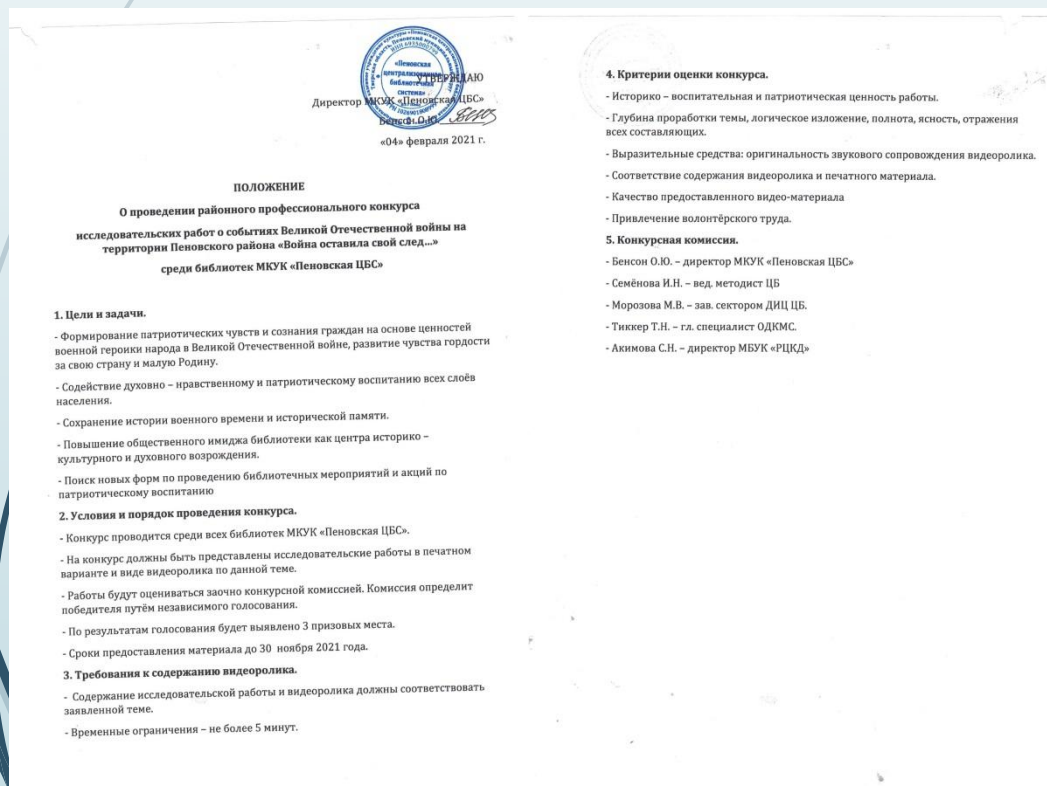 УТВЕРЖДАЮ
Директор МКУК «Пеновская ЦБС»
Бенсон О.Ю.
«04» февраля 2021 г.
ПОЛОЖЕНИЕ
О проведении районного профессионального конкурса
исследовательских работ о событиях Великой Отечественной войны на
территории Пеновского района «Война оставила свой след…»
среди библиотек МКУК «Пеновская ЦБС»
1. Цели и задачи.
- Формирование патриотических чувств и сознания граждан на основе ценностей
военной героики народа в Великой Отечественной войне, развитие чувства гордости
за свою страну и малую Родину.
- Содействие духовно – нравственному и патриотическому воспитанию всех слоёв
населения.
- Сохранение истории военного времени и исторической памяти.
- Повышение общественного имиджа библиотеки как центра историко –
культурного и духовного возрождения.
- Поиск новых форм по проведению библиотечных мероприятий и акций по
патриотическому воспитанию
2. Условия и порядок проведения конкурса.
- Конкурс проводится среди всех библиотек МКУК «Пеновская ЦБС».
- На конкурс должны быть представлены исследовательские работы в печатном
варианте и виде видеоролика по данной теме.
- Работы будут оцениваться заочно конкурсной комиссией. Комиссия определит
победителя путём независимого голосования.
- По результатам голосования будет выявлено 3 призовых места.
- Сроки предоставления материала до 30 ноября 2021 года.
3. Требования к содержанию видеоролика.
- Содержание исследовательской работы и видеоролика должны соответствовать
заявленной теме.
- Временные ограничения – не более 5 минут.
4. Критерии оценки конкурса.
- Историко – воспитательная и патриотическая ценность работы.
- Глубина проработки темы, логическое изложение, полнота, ясность, отражения
всех составляющих.
- Выразительные средства: оригинальность звукового сопровождения видеоролика.
- Соответствие содержания видеоролика и печатного материала.
- Качество предоставленного видео-материала
- Привлечение волонтёрского труда.
5. Конкурсная комиссия.
- Бенсон О.Ю. – директор МКУК «Пеновская ЦБС»
- Семёнова И.Н. – вед. методист ЦБ
- Морозова М.В. – зав. сектором ДИЦ ЦБ.
- Тиккер Т.Н. – гл. специалист ОДКМС.
- Акимова С.Н. – директор МБУК «РЦКД»
«Пеновская
централизованная
библиотечная
система»